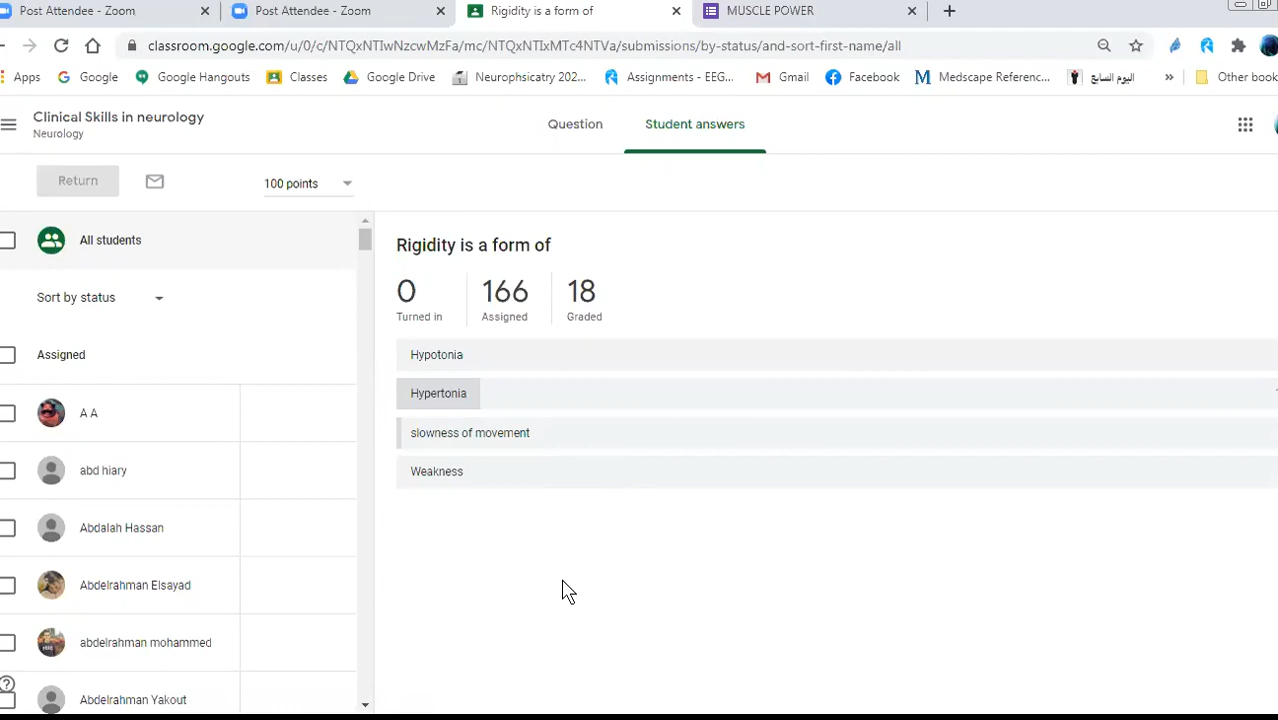 Post Attendee - Zoom
Post Attendee - Zoom
Rigidity is a form of
MUSCLE POWER
classroom.google.com/u/0/c/NTQxNTIwNzcwMzFa/mc/NTQxNTIxMTc4NTVa/submissions/by-status/and-sort-first-name/all
Apps
Google
Google Hangouts
Classes
Google Drive
Neurophsicatry 202...
Assignments - EEG...
Gmail
Facebook
Medscape Referenc...
اليوم السابع
Other book
Clinical Skills in neurology
Neurology
Question
Student answers
Return
100 points
All students
Sort by status
Assigned
A A
abd hiary
Abdalah Hassan
Abdelrahman Elsayad
abdelrahman mohammed
Abdelrahman Yakout
Rigidity is a form of
0
166
18
Turned in
Assigned
Graded
Hypotonia
Hypertonia
slowness of movement
Weakness